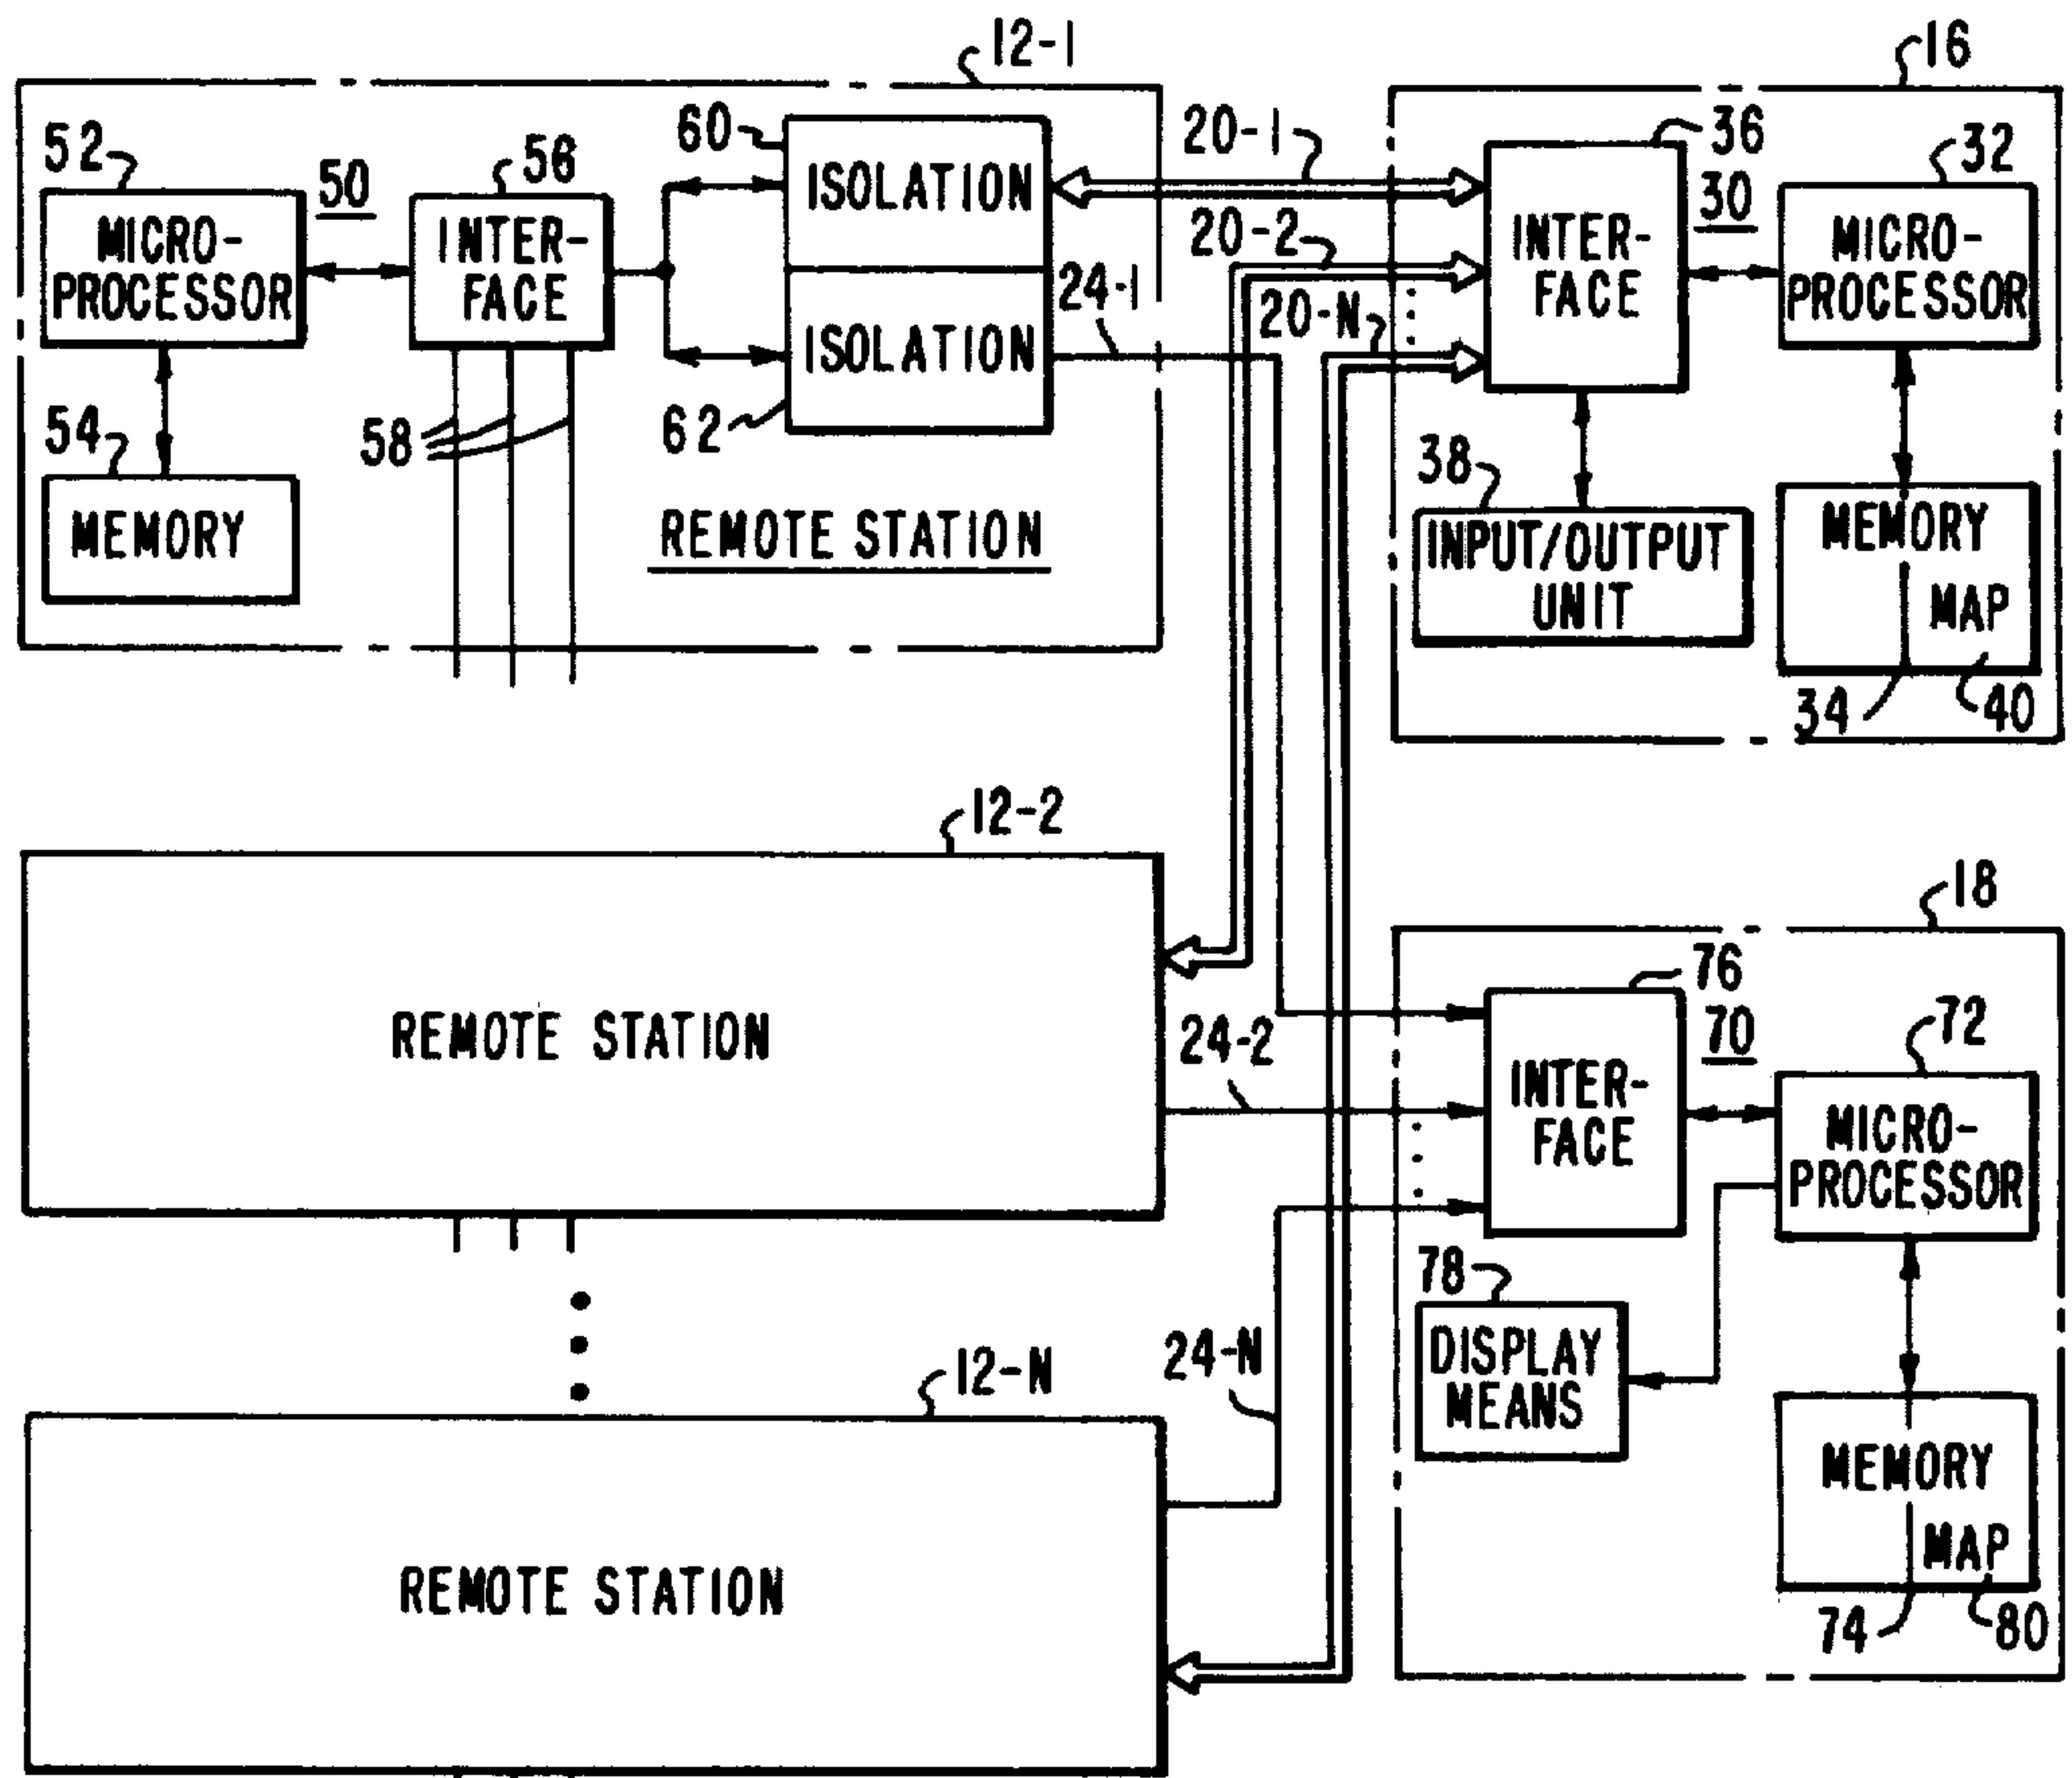 12-1
16
52
50
56
60
20-1
36
30
32
MICRO-
PROCESSOR
INTER-
FACE
ISOLATION
ISOLATION
20-2
24-1
20-N
INTER-
FACE
MICRO-
PROCESSOR
54
58
62
38
MEMORY
REMOTE STATION
INPUT/OUTPUT
UNIT
MEMORY
MAP
34
40
12-2
18
REMOTE STATION
24-2
76
70
72
INTER-
FACE
MICRO-
PROCESSOR
78
DISPLAY
MEANS
12-N
24-N
MEMORY
MAP
REMOTE STATION
74
80